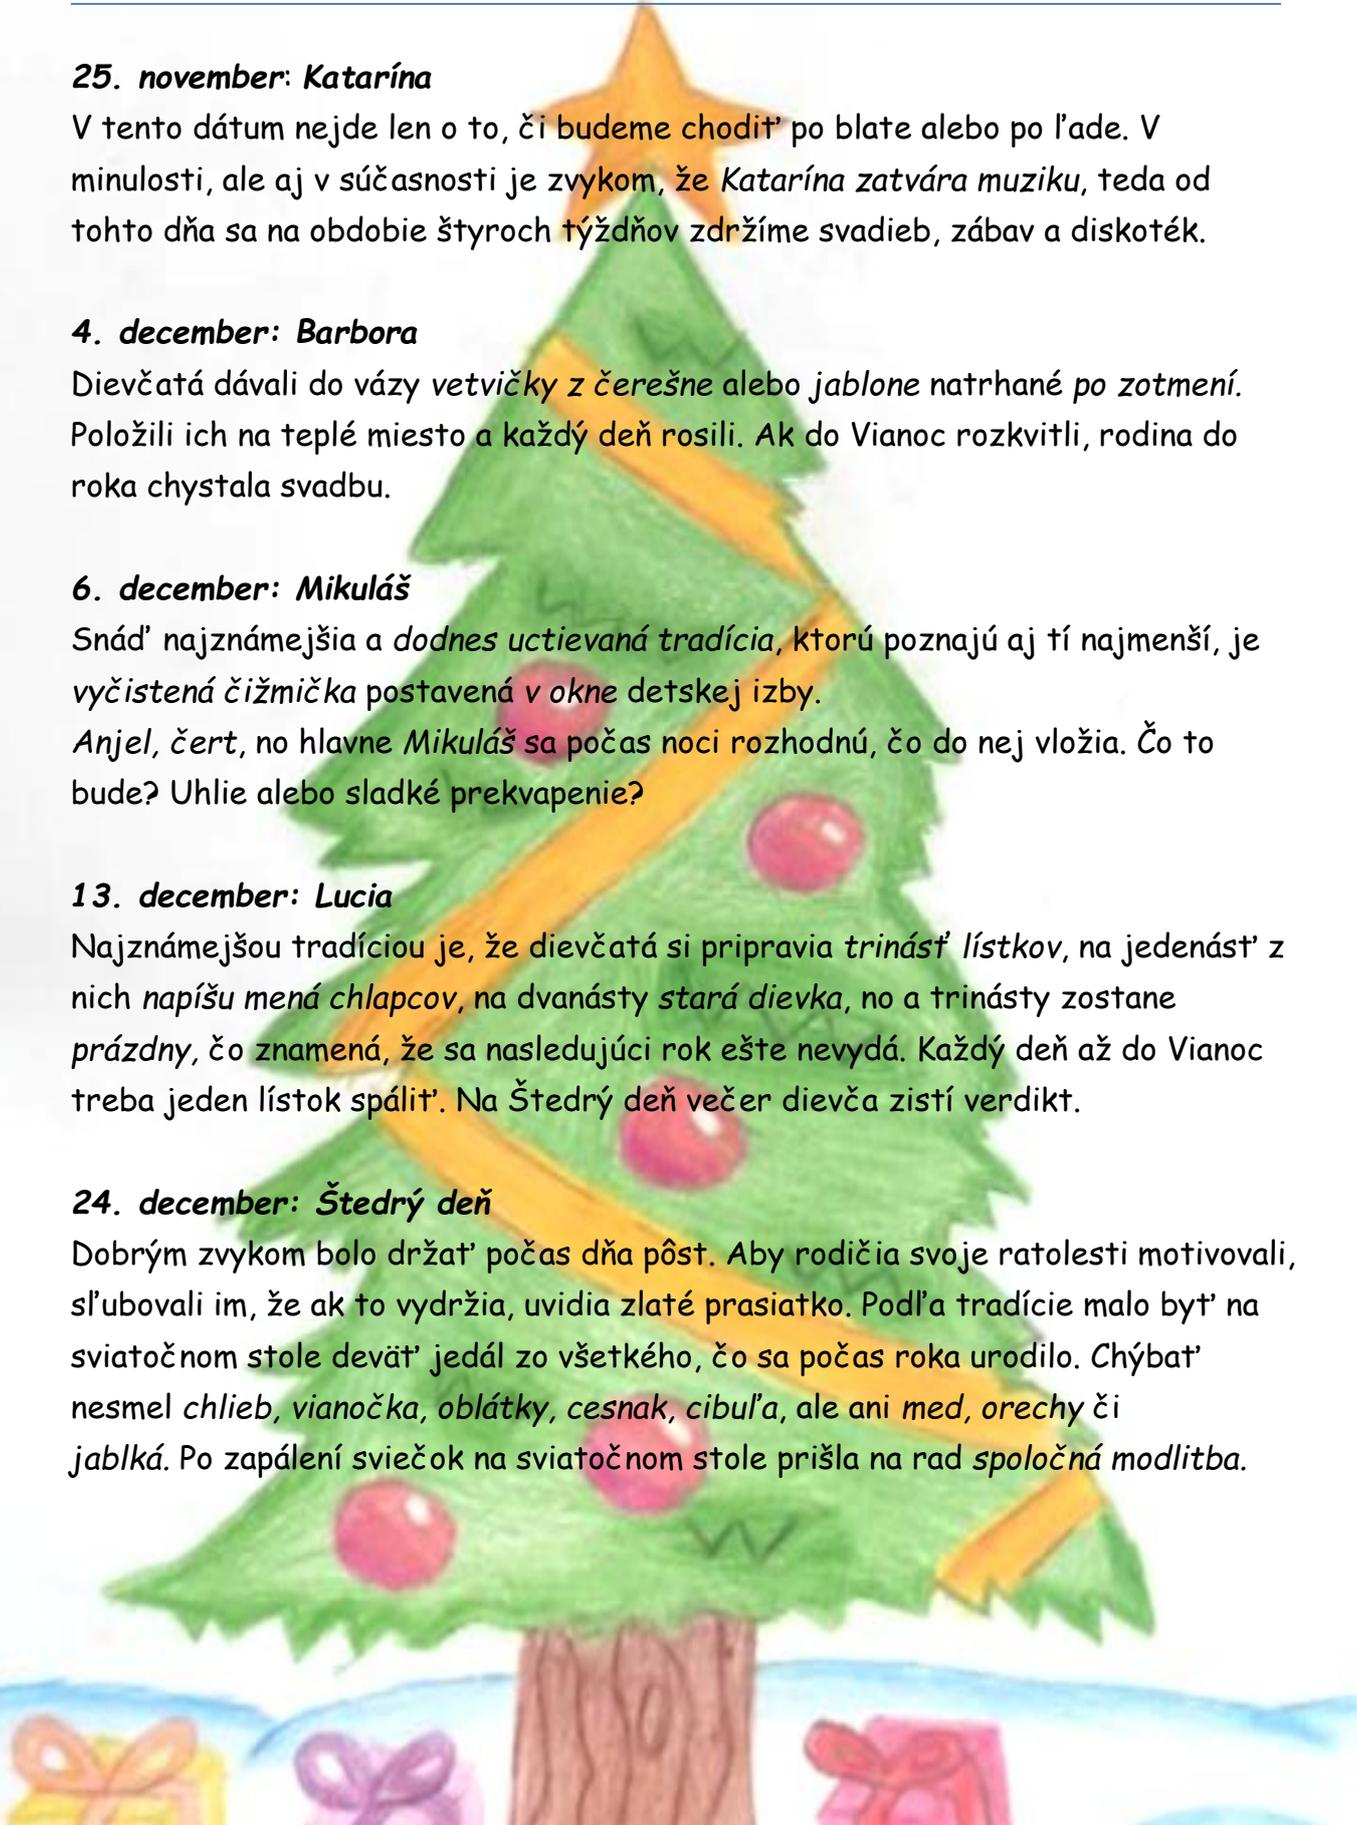 25. november: Katarína
V tento dátum nejde len o to, či budeme chodiť po blate alebo po ľade. V
minulosti, ale aj v súčasnosti je zvykom, že Katarína zatvára muziku, teda od
tohto dňa sa na obdobie štyroch týždňov zdržíme svadieb, zábav a diskoték.
4. december: Barbora
Dievčatá dávali do vázy vetvičky z čerešne alebo jablone natrhané po zotmení.
Položili ich na teplé miesto a každý deň rosili. Ak do Vianoc rozkvitli, rodina do
roka chystala svadbu.
6. december: Mikuláš
Snáď najznámejšia a dodnes uctievaná tradícia, ktorú poznajú aj tí najmenší, je
vyčistená čižmička postavená v okne detskej izby.
Anjel, čert, no hlavne Mikuláš sa počas noci rozhodnú, čo do nej vložia. Čo to
bude? Uhlie alebo sladké prekvapenie?
13. december: Lucia
Najznámejšou tradíciou je, že dievčatá si pripravia trinásť lístkov, na jedenásť z
nich napíšu mená chlapcov, na dvanásty stará dievka, no a trinásty zostane
prázdny, čo znamená, že sa nasledujúci rok ešte nevydá. Každý deň až do Vianoc
treba jeden lístok spáliť. Na Štedrý deň večer dievča zistí verdikt.
24. december: Štedrý deň
Dobrým zvykom bolo držať počas dňa pôst. Aby rodičia svoje ratolesti motivovali,
sľubovali im, že ak to vydržia, uvidia zlaté prasiatko. Podľa tradície malo byť na
sviatočnom stole deväť jedál zo všetkého, čo sa počas roka urodilo. Chýbať
nesmel chlieb, vianočka, oblátky, cesnak, cibuľa, ale ani med, orechy či
jablká. Po zapálení sviečok na sviatočnom stole prišla na rad spoločná modlitba.